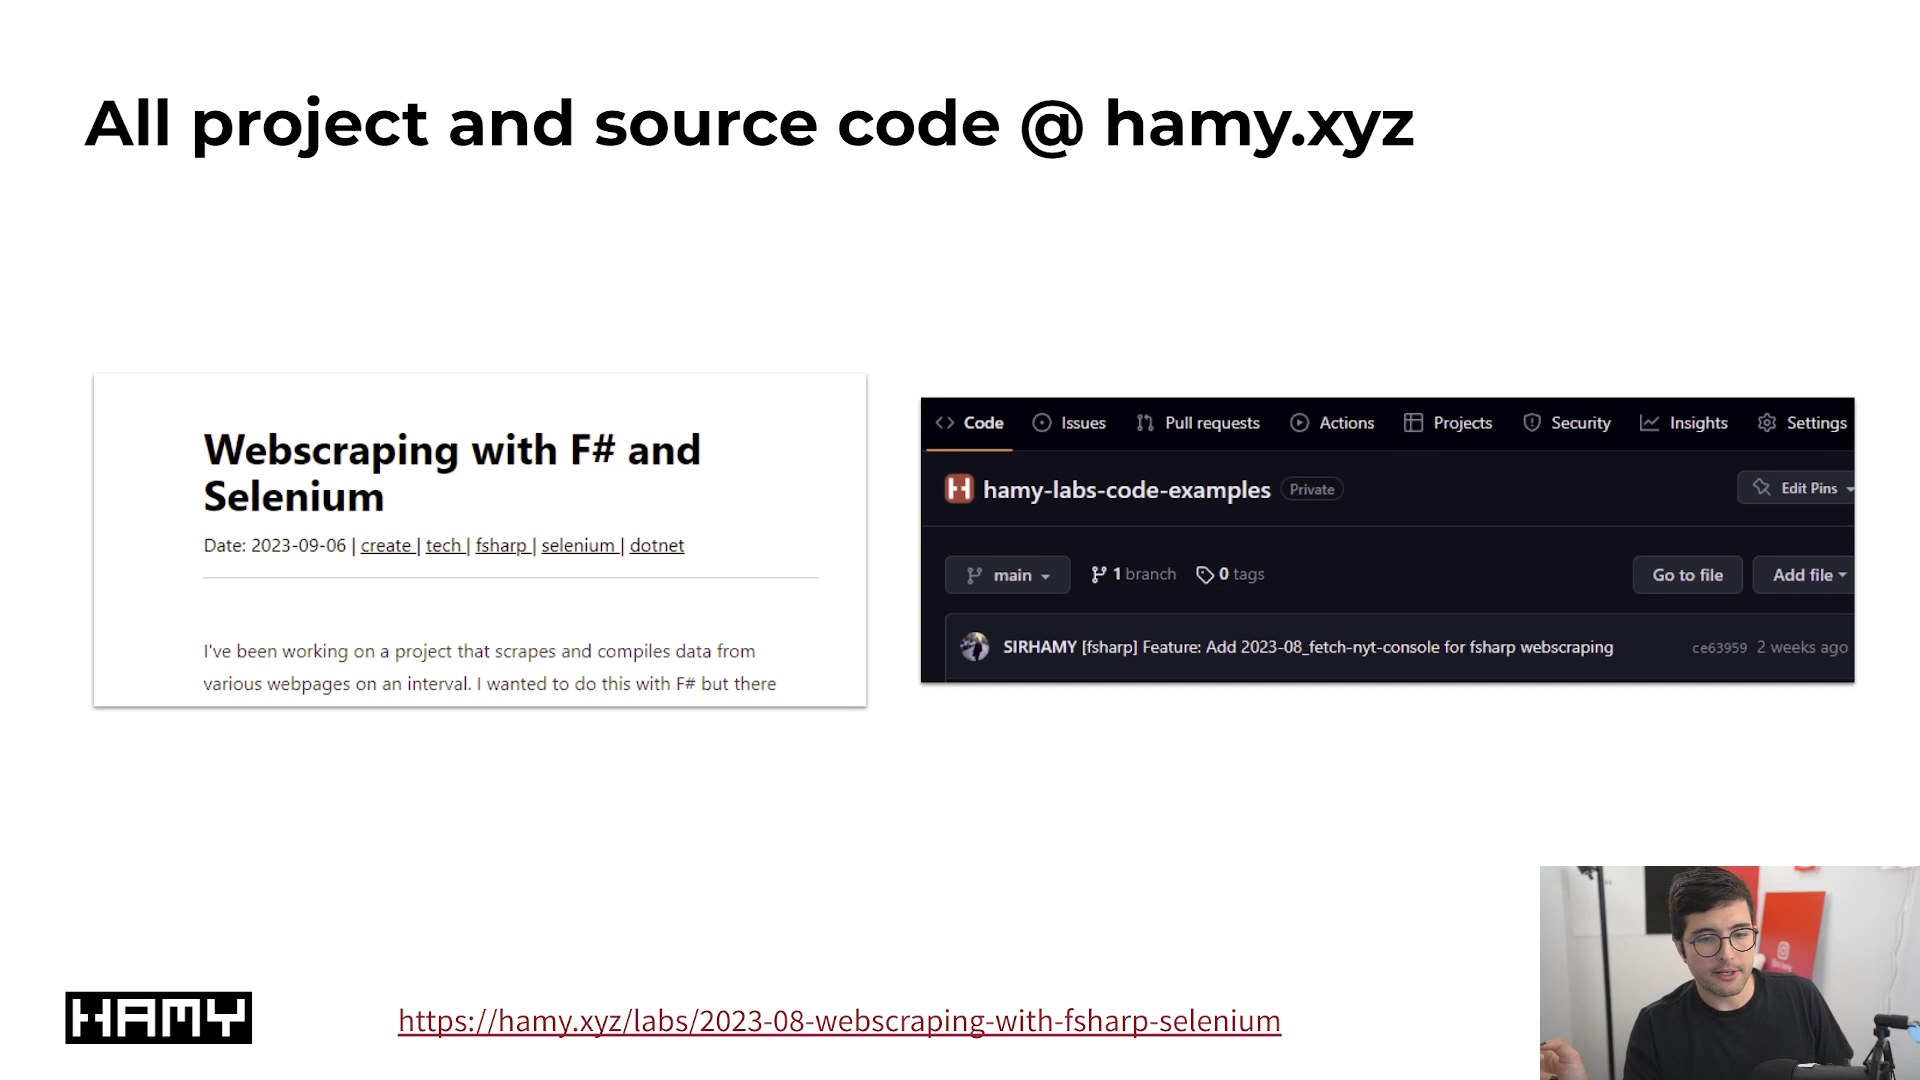 All project and source code @ hamy.xyz
Webscraping with F# and
Selenium
Date: 2023-09-06 | create | tech | fsharp | selenium | dotnet
I've been working on a project that scrapes and compiles data from
various webpages on an interval. I wanted to do this with F# but there
Code Issues Pull requests Actions Projects Security Insights Settings
hamy-labs-code-examples Private Edit Pins
main 1 branch 0 tags Go to file Add file
SIRHAMY [fsharp] Feature: Add 2023-08_fetch-nyt-console for fsharp webscraping ce63959 2 weeks ago
HAMY
https://hamy.xyz/labs/2023-08-webscraping-with-fsharp-selenium